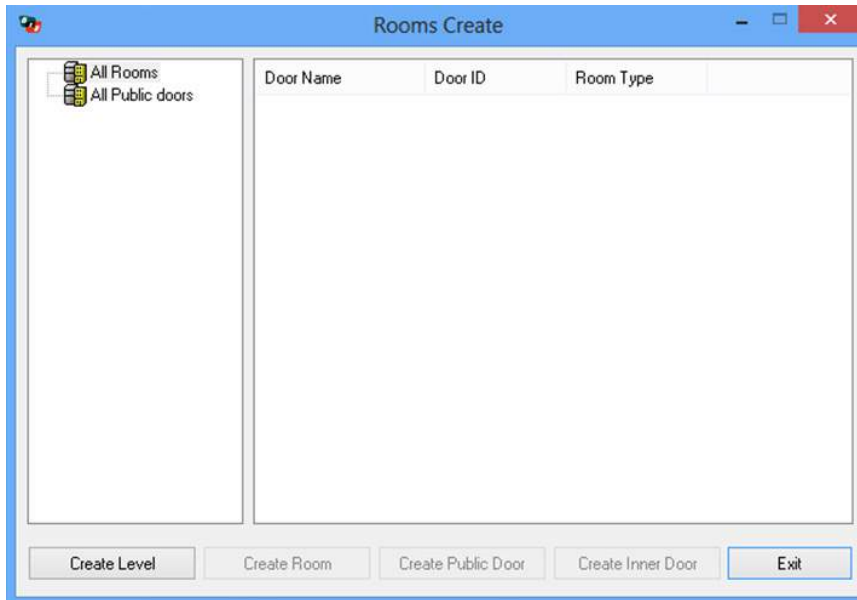 Rooms Create
All Rooms
All Public doors
Door Name Door ID Room Type
Create Level Create Room Create Public Door Create Inner Door Exit